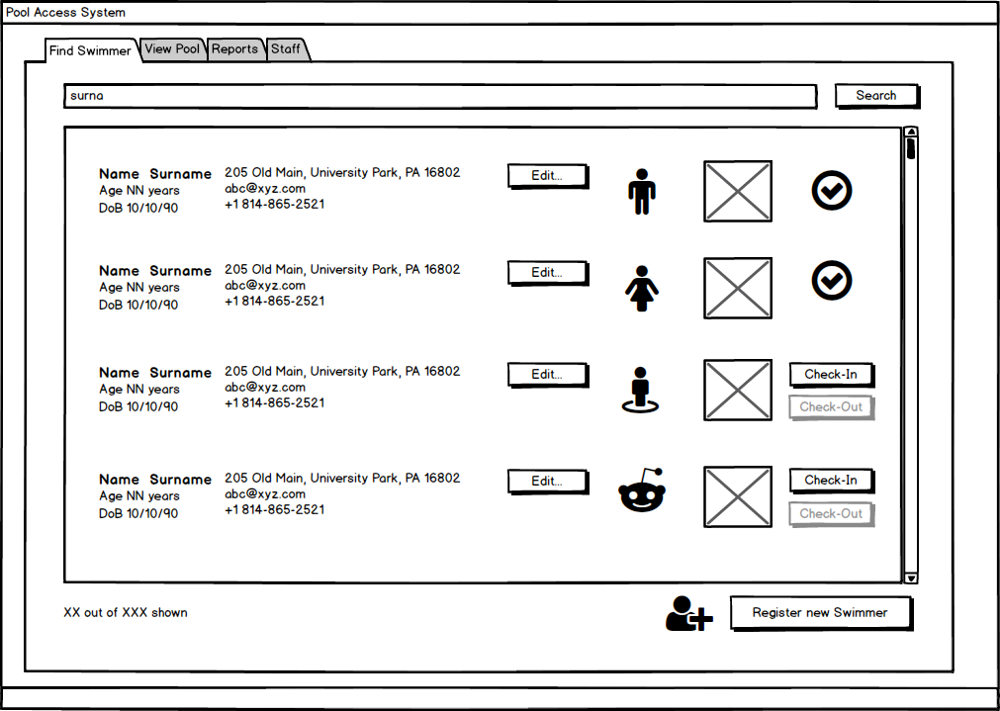 Pool Access System
Find Swimmer View Pool Reports Staff
surna Search
Name Surname 205 Old Main, University Park, PA 16802 Edit...
Age NN years abc@xyz.com
DoB 10/10/90 +1 814-865-2521
Name Surname 205 Old Main, University Park, PA 16802 Edit...
Age NN years abc@xyz.com
DoB 10/10/90 +1 814-865-2521
Name Surname 205 Old Main, University Park, PA 16802 Edit... Check-In
Age NN years abc@xyz.com
DoB 10/10/90 +1 814-865-2521 Check-Out
Name Surname 205 Old Main, University Park, PA 16802 Edit... Check-In
Age NN years abc@xyz.com
DoB 10/10/90 +1 814-865-2521 Check-Out
XX out of XXX shown Register new Swimmer